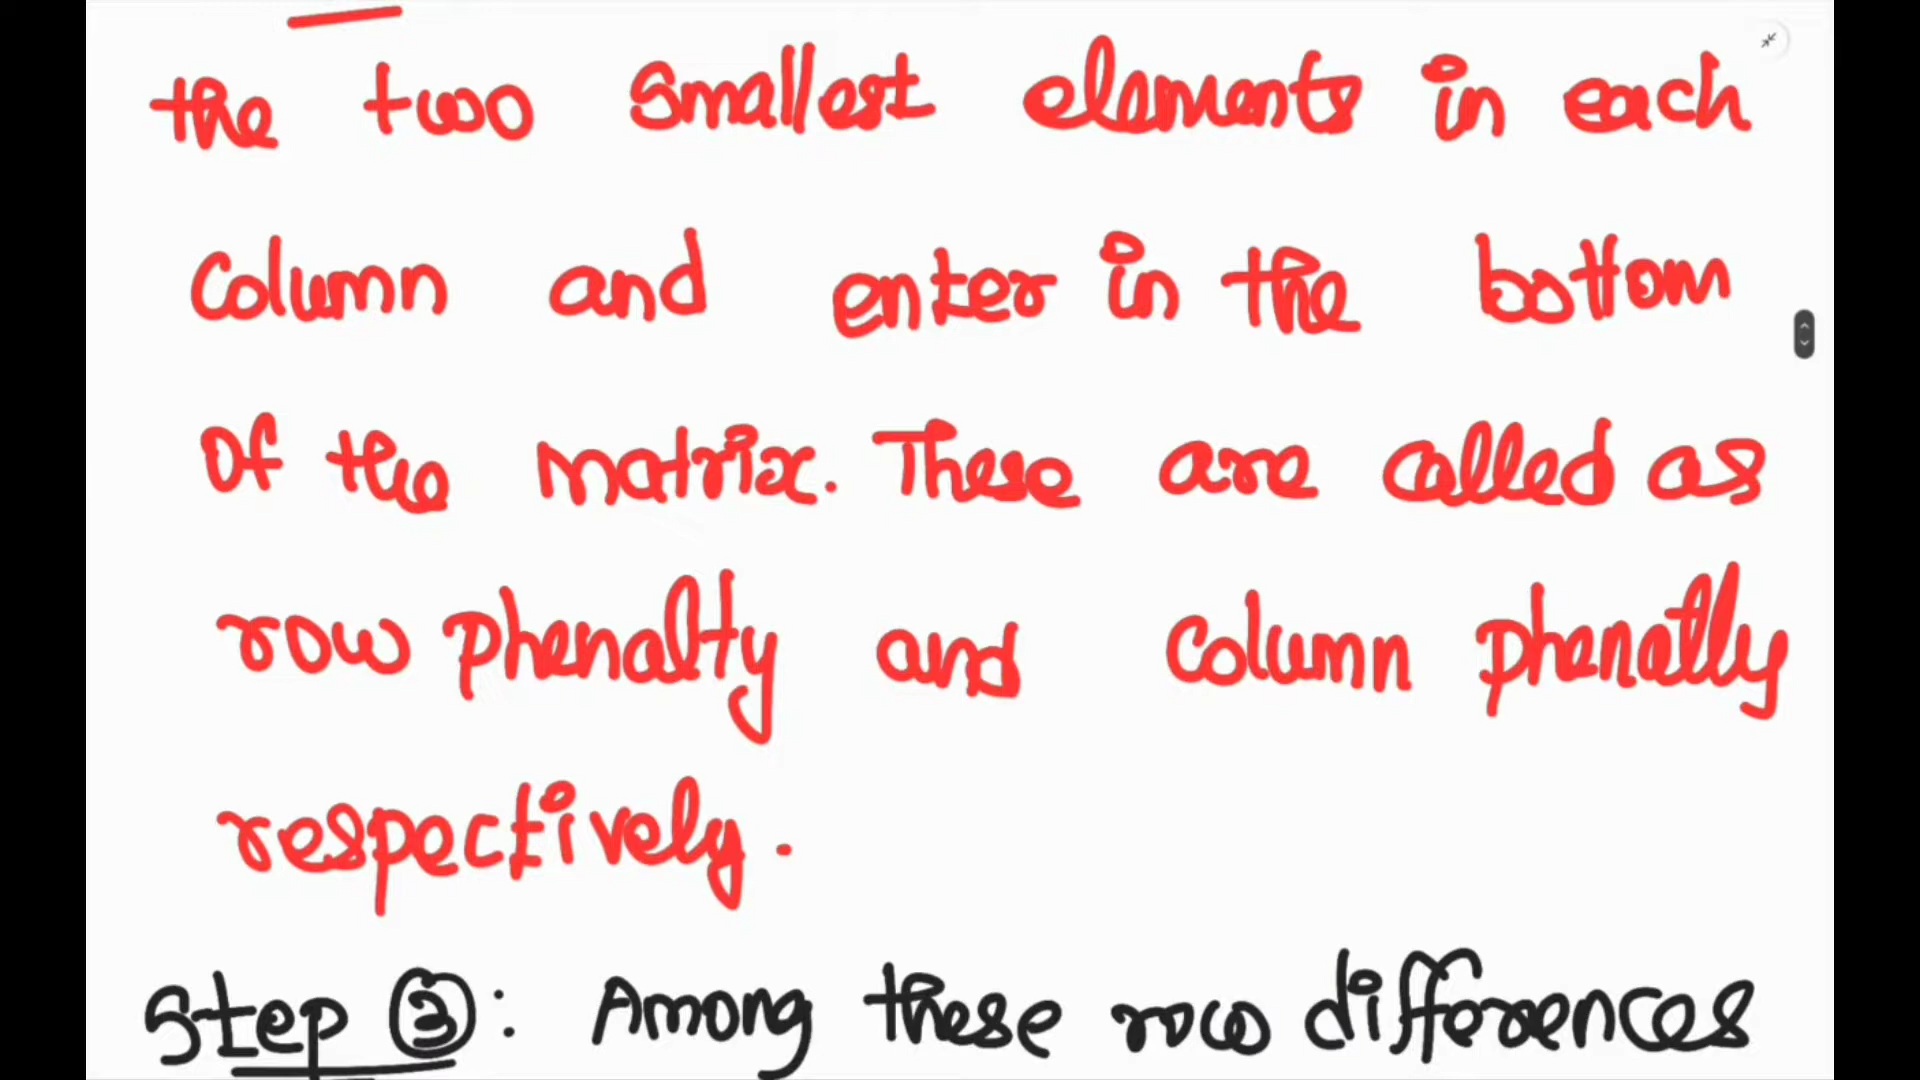 the two smallest elements in each
column and enter in the bottom
of the matrix. These are called as
row phenalty and column phenatlly
respectively.
Step ③: Among these row differences